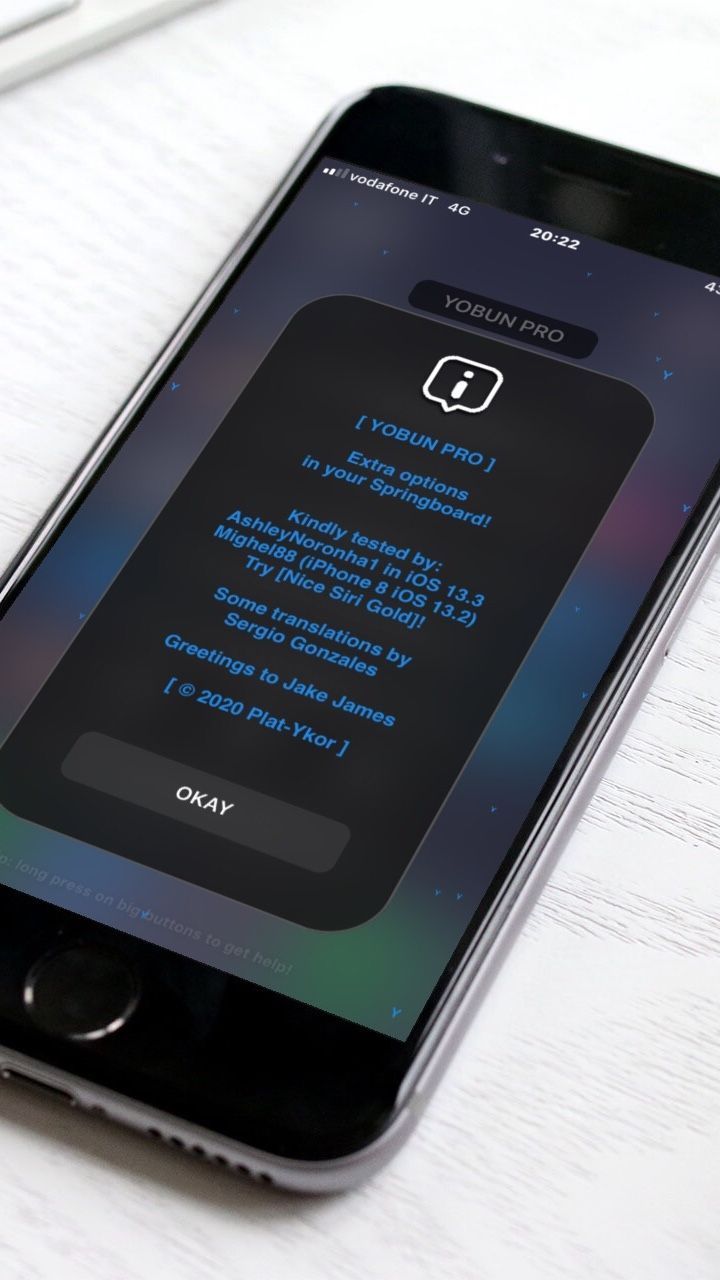 vodafone IT 4G
20:22
43
YOBUN PRO
[ YOBUN PRO ]
Extra options
in your Springboard!
Kindly tested by:
AshleyNoronha1 in iOS 13.3
Mighel88 (iPhone 8 iOS 13.2)
Try [Nice Siri Gold]!
Some translations by
Sergio Gonzales
Greetings to Jake James
[ © 2020 Plat-Ykor ]
OKAY
p: long press on big buttons to get help!